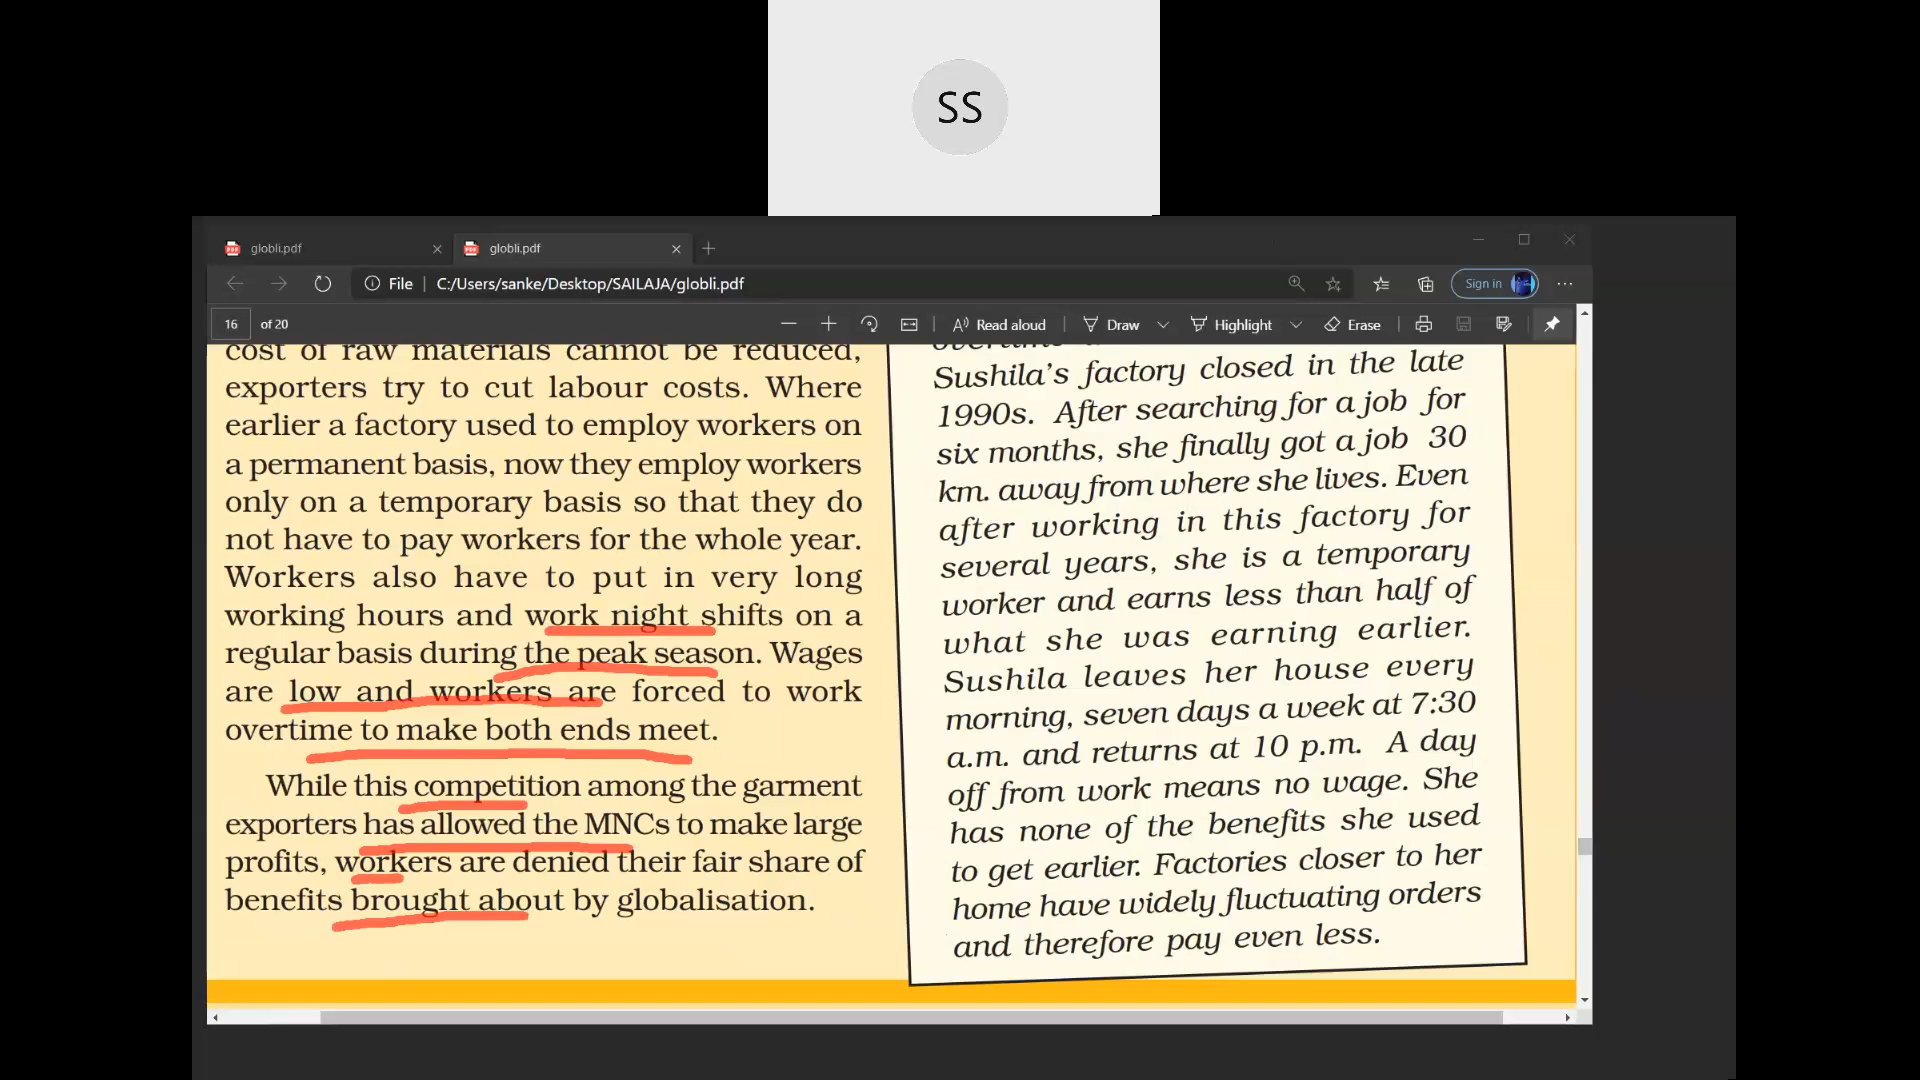 SS
globli.pdf
globli.pdf
File C:/Users/sanke/Desktop/SAILAJA/globli.pdf
Sign in
16 of 20
Read aloud
Draw
Highlight
Erase
cost of raw materials cannot be reduced,
exporters try to cut labour costs. Where
earlier a factory used to employ workers on
a permanent basis, now they employ workers
only on a temporary basis so that they do
not have to pay workers for the whole year.
Workers also have to put in very long
working hours and work night shifts on a
regular basis during the peak season. Wages
are low and workers are forced to work
overtime to make both ends meet.
While this competition among the garment
exporters has allowed the MNCs to make large
profits, workers are denied their fair share of
benefits brought about by globalisation.
overtime
Sushila's factory closed in the late
1990s. After searching for a job for
six months, she finally got a job 30
km. away from where she lives. Even
after working in this factory for
several years, she is a temporary
worker and earns less than half of
what she was earning earlier.
Sushila leaves her house every
morning, seven days a week at 7:30
a.m. and returns at 10 p.m. A day
off from work means no wage. She
has none of the benefits she used
to get earlier. Factories closer to her
home have widely fluctuating orders
and therefore pay even less.